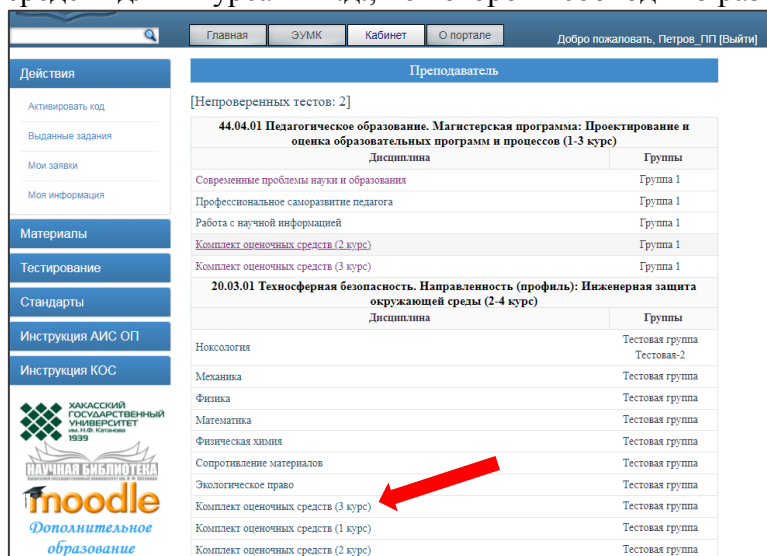 Главная ЭУМК Кабинет О портале
Добро пожаловать, Петров_ПП [Выйти]
Действия
Активировать код
Выданные задания
Мои заявки
Моя информация
Материалы
Тестирование
Стандарты
Инструкция АИС ОП
Инструкция КОС
ХАКАССКИЙ
ГОСУДАРСТВЕННЫЙ
УНИВЕРСИТЕТ
им. Н.Ф. Катанова
1939
НАУЧНАЯ БИБЛИОТЕКА
moodle
Дополнительное
образование
Преподаватель
[Непроверенных тестов: 2]
44.04.01 Педагогическое образование. Магистерская программа: Проектирование и
оценка образовательных программ и процессов (1-3 курс)
Дисциплина Группы
Современные проблемы науки и образования Группа 1
Профессиональное саморазвитие педагога Группа 1
Работа с научной информацией Группа 1
Комплект оценочных средств (2 курс) Группа 1
Комплект оценочных средств (3 курс) Группа 1
20.03.01 Техносферная безопасность. Направленность (профиль): Инженерная защита
окружающей среды (2-4 курс)
Дисциплина Группы
Ноксология Тестовая группа
Тестовая-2
Механика Тестовая группа
Физика Тестовая группа
Математика Тестовая группа
Физическая химия Тестовая группа
Сопротивление материалов Тестовая группа
Экологическое право Тестовая группа
Комплект оценочных средств (3 курс) Тестовая группа
Комплект оценочных средств (1 курс) Тестовая группа
Комплект оценочных средств (2 курс) Тестовая группа